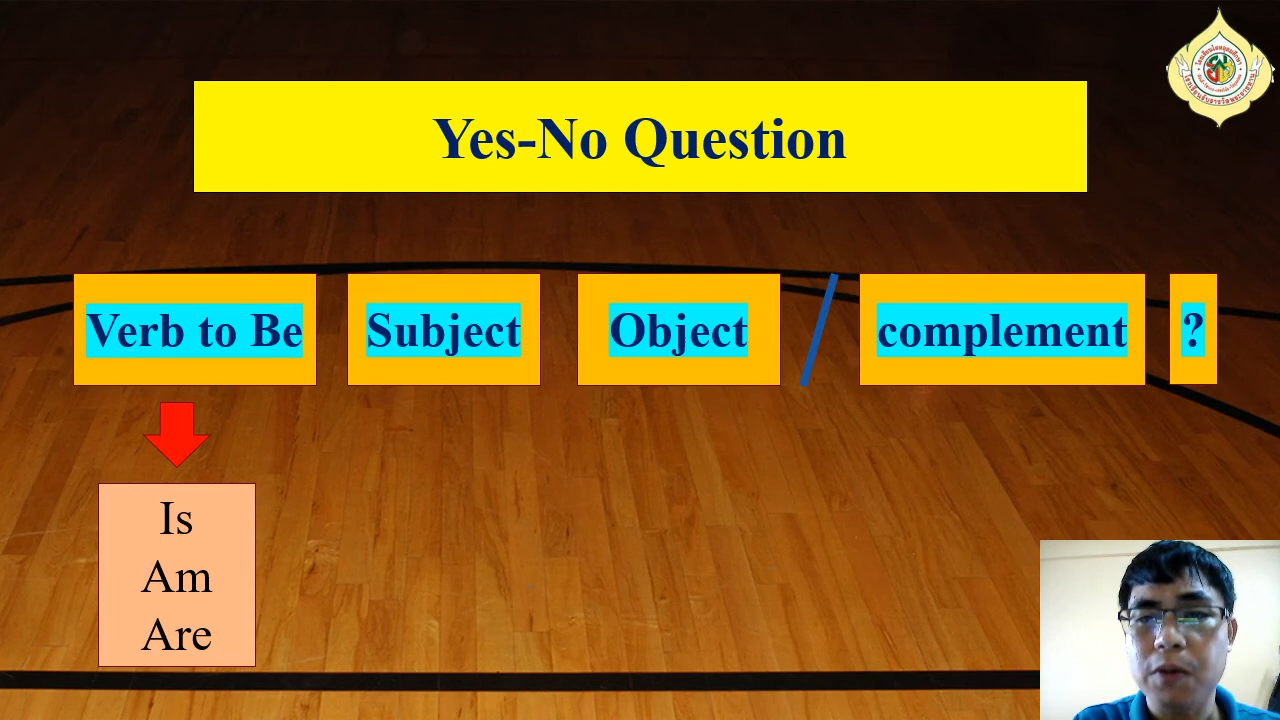 Yes-No Question
Verb to Be Subject Object / complement ?
Is
Am
Are